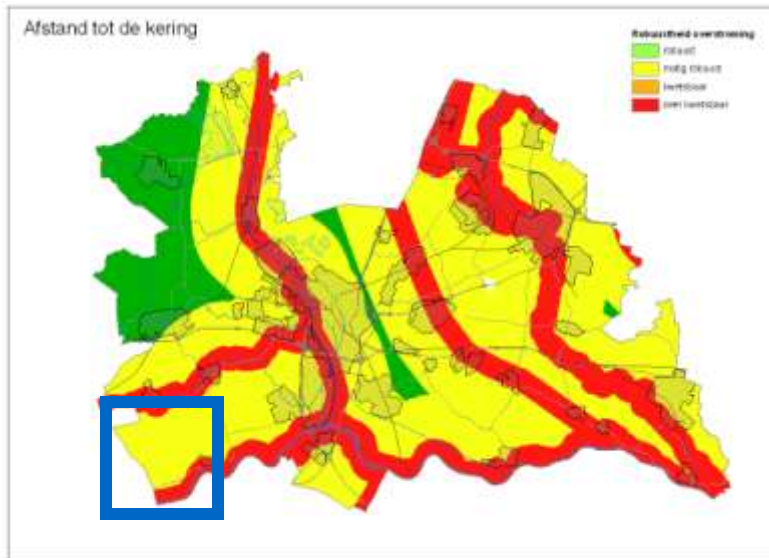 Afstand tot de kering
Robuustheid overstroming
robuust
matig robuust
kwetsbaar
zeer kwetsbaar